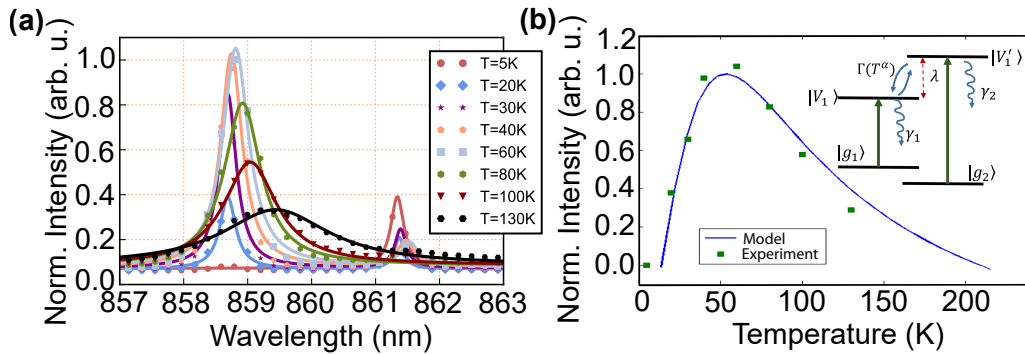 (a)
Norm. Intensity (arb. u.)
1.0
0.8
0.6
0.4
0.2
0.0
857 858 859 860 861 862 863
Wavelength (nm)
T=5K
T=20K
T=30K
T=40K
T=60K
T=80K
T=100K
T=130K
(b)
Norm. Intensity (arb. u.)
1.0
0.8
0.6
0.4
0.2
0.0
0 50 100 150 200
Temperature (K)
Model
Experiment
|V₁⟩
|V₁′⟩
Γ(Tᵅ)
λ
γ₂
γ₁
|g₁⟩
|g₂⟩